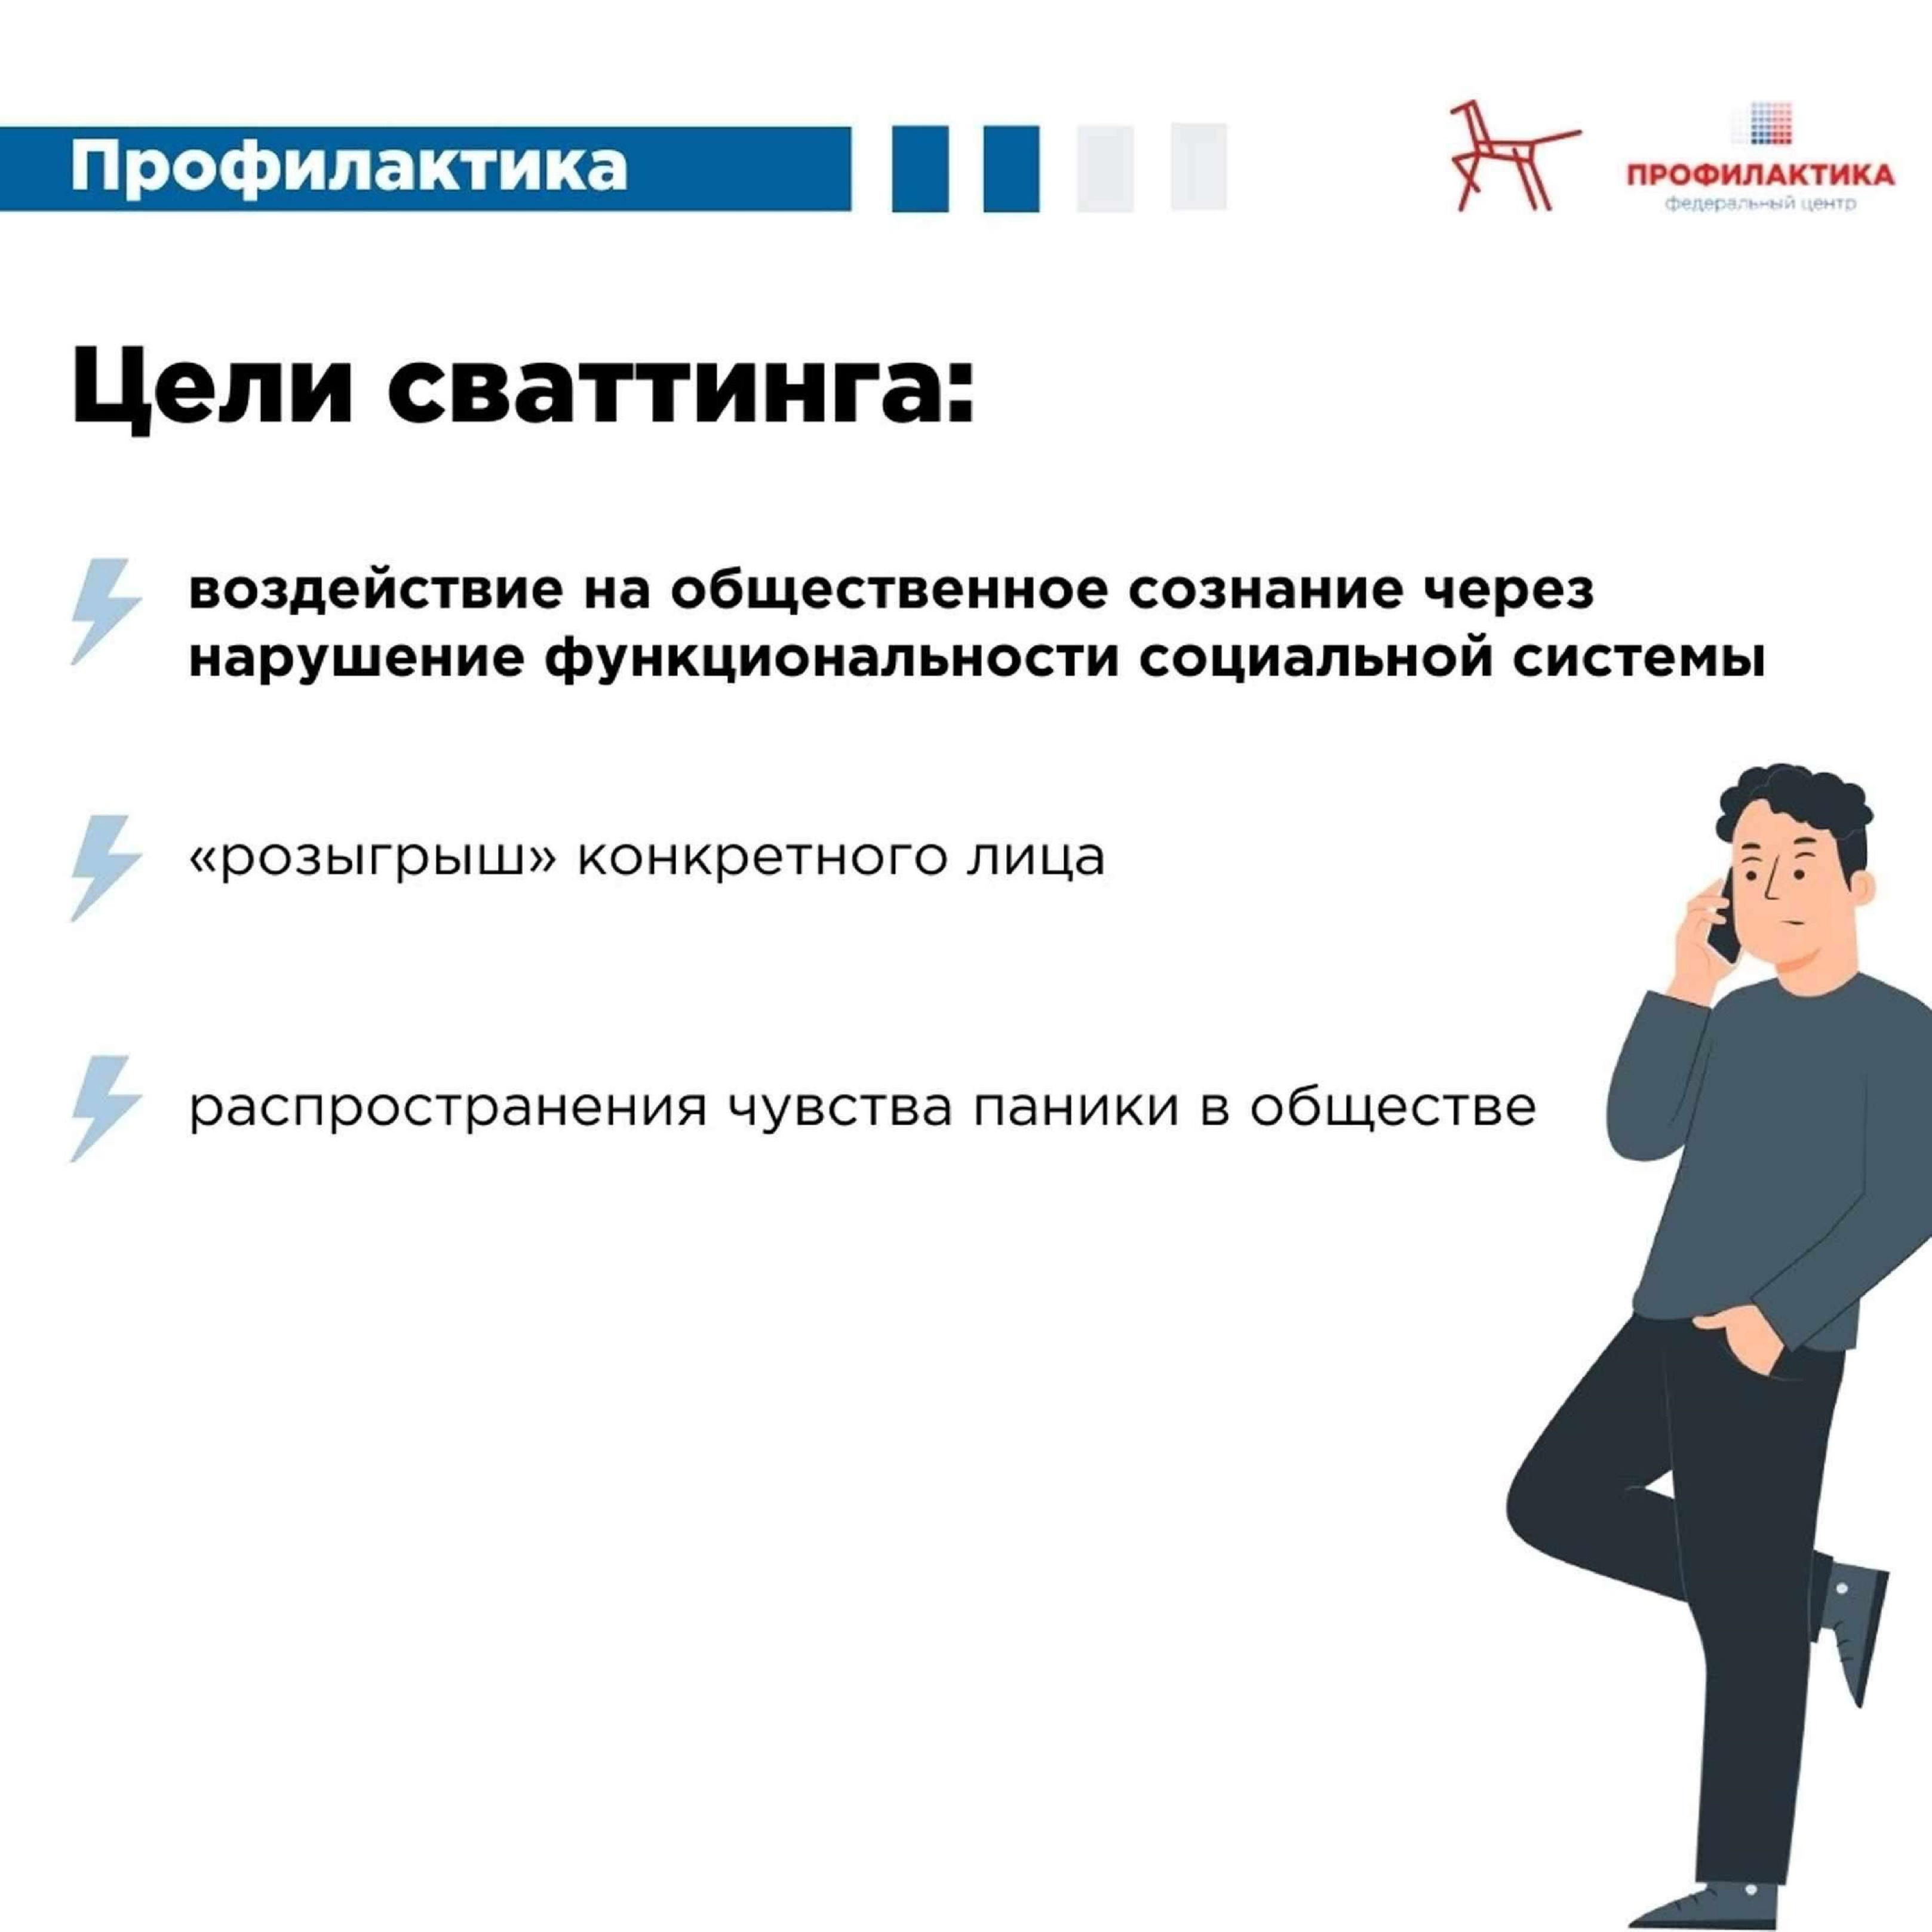 Профилактика
ПРОФИЛАКТИКА
федеральный центр
Цели сваттинга:
воздействие на общественное сознание через
нарушение функциональности социальной системы
«розыгрыш» конкретного лица
распространения чувства паники в обществе